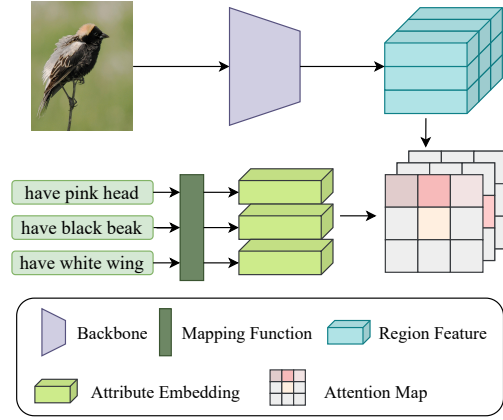 have pink head
have black beak
have white wing
Backbone
Mapping Function
Region Feature
Attribute Embedding
Attention Map